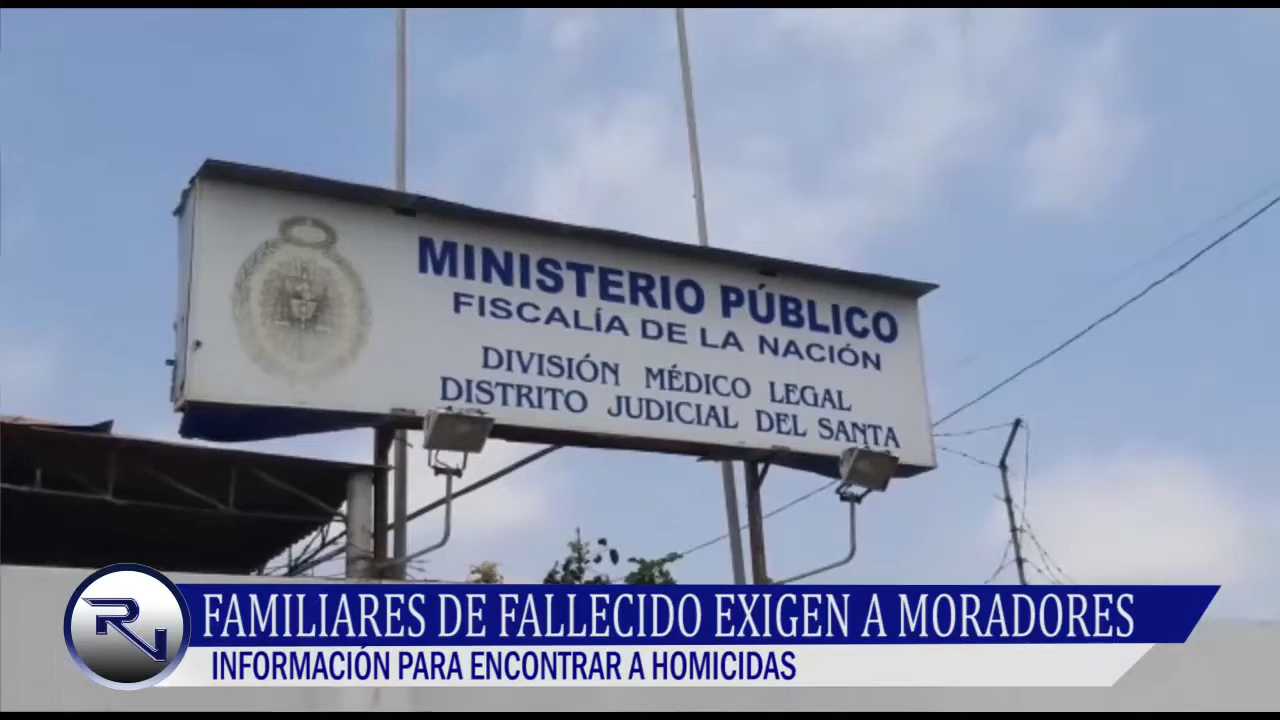 MINISTERIO PÚBLICO
FISCALÍA DE LA NACIÓN
DIVISIÓN MÉDICO LEGAL
DISTRITO JUDICIAL DEL SANTA
RN
FAMILIARES DE FALLECIDO EXIGEN A MORADORES
INFORMACIÓN PARA ENCONTRAR A HOMICIDAS